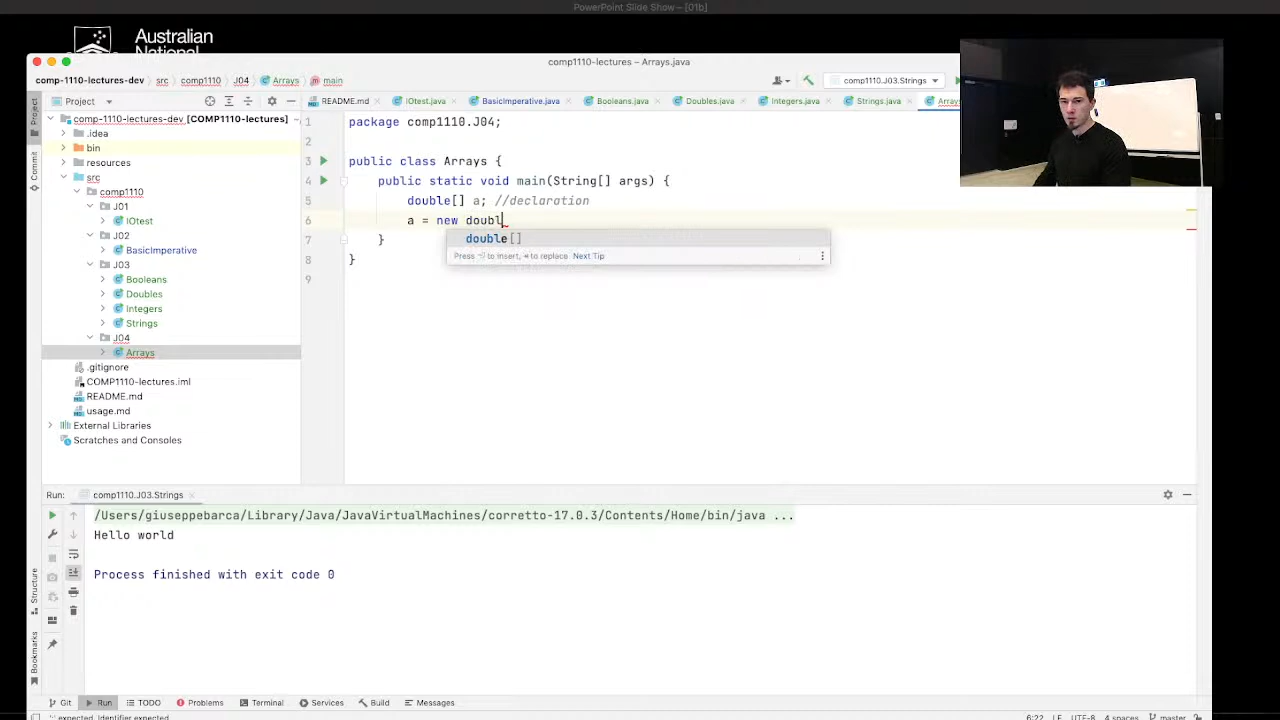 PowerPoint Slide Show – [01b]
Australian
National
comp1110-lectures – Arrays.java
comp-1110-lectures-dev src comp1110 J04 Arrays main
comp1110.J03.Strings
Project
README.md IOtest.java BasicImperative.java Booleans.java Doubles.java Integers.java Strings.java Arrays
comp-1110-lectures-dev [COMP1110-lectures]
.idea
bin
resources
src
comp1110
J01
IOtest
J02
BasicImperative
J03
Booleans
Doubles
Integers
Strings
J04
Arrays
.gitignore
COMP1110-lectures.iml
README.md
usage.md
External Libraries
Scratches and Consoles
1 package comp1110.J04;
2
3 public class Arrays {
4 public static void main(String[] args) {
5 double[] a; //declaration
6 a = new doubl
7 }
8 }
9
double[]
Press ⏎ to insert, ⇥ to replace Next Tip
Project
Commit
Structure
Bookmarks
Run: comp1110.J03.Strings
/Users/giuseppebarca/Library/Java/JavaVirtualMachines/corretto-17.0.3/Contents/Home/bin/java ...
Hello world
Process finished with exit code 0
Git Run TODO Problems Terminal Services Build Messages
expected. Identifier expected 6:22 LF UTF-8 4 spaces master